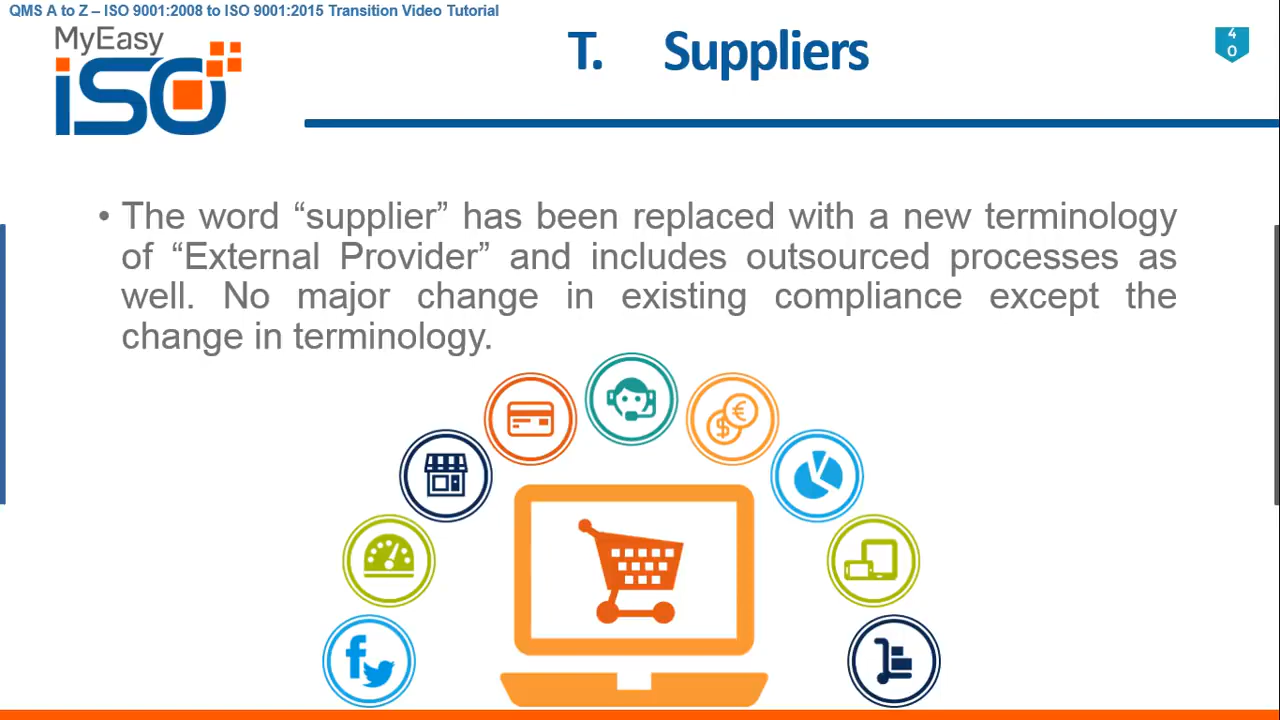 QMS A to Z – ISO 9001:2008 to ISO 9001:2015 Transition Video Tutorial
MyEasy
iSO
T. Suppliers
4
0
• The word “supplier” has been replaced with a new terminology
of “External Provider” and includes outsourced processes as
well. No major change in existing compliance except the
change in terminology.